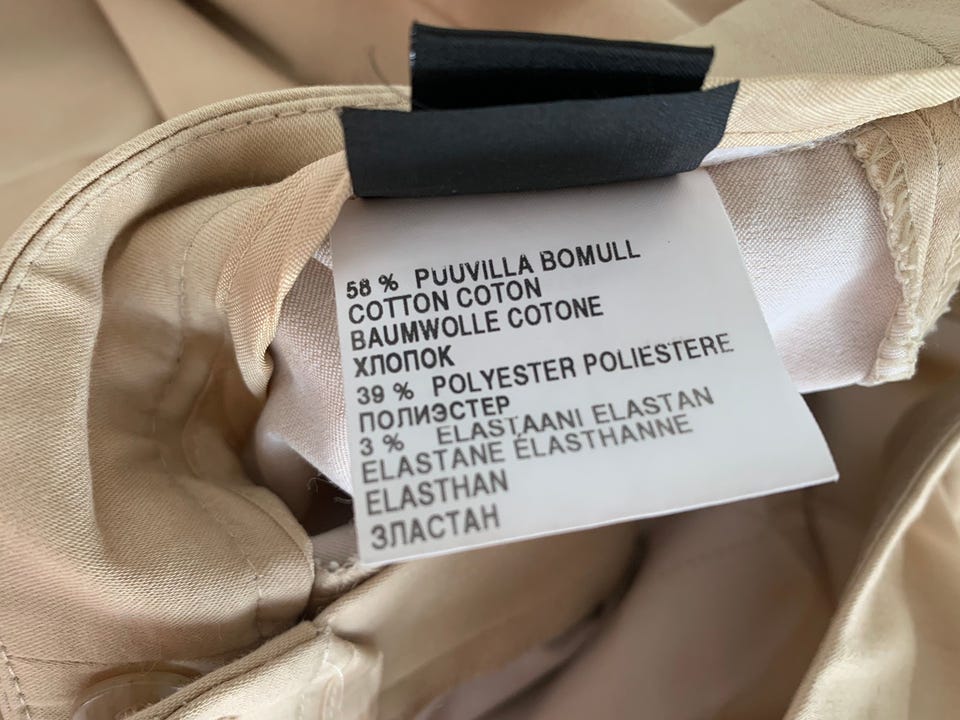 58 % PUUVILLA BOMULL
COTTON COTON
BAUMWOLLE COTONE
ХЛОПОК
39 % POLYESTER POLIESTERE
ПОЛИЭСТЕР
3 % ELASTAANI ELASTAN
ELASTANE ÉLASTHANNE
ELASTHAN
ЭЛАСТАН